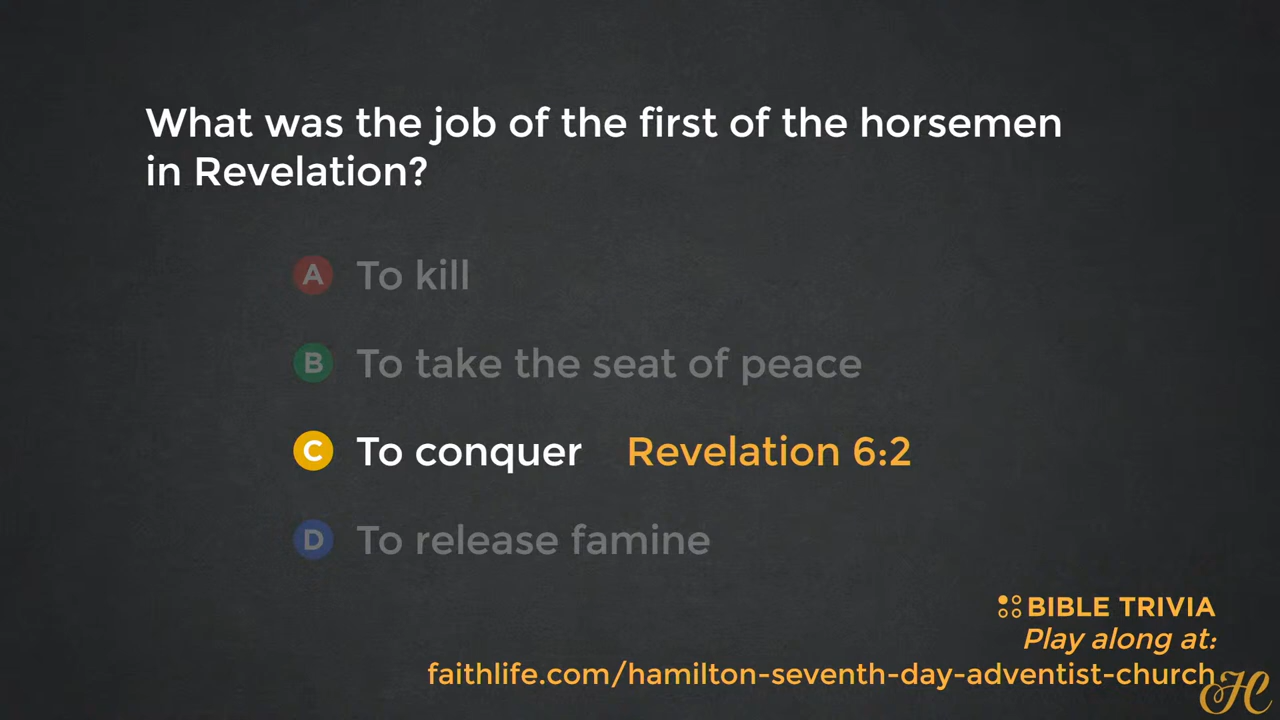 What was the job of the first of the horsemen
in Revelation?
A To kill
B To take the seat of peace
C To conquer Revelation 6:2
D To release famine
BIBLE TRIVIA
Play along at:
faithlife.com/hamilton-seventh-day-adventist-church
HC